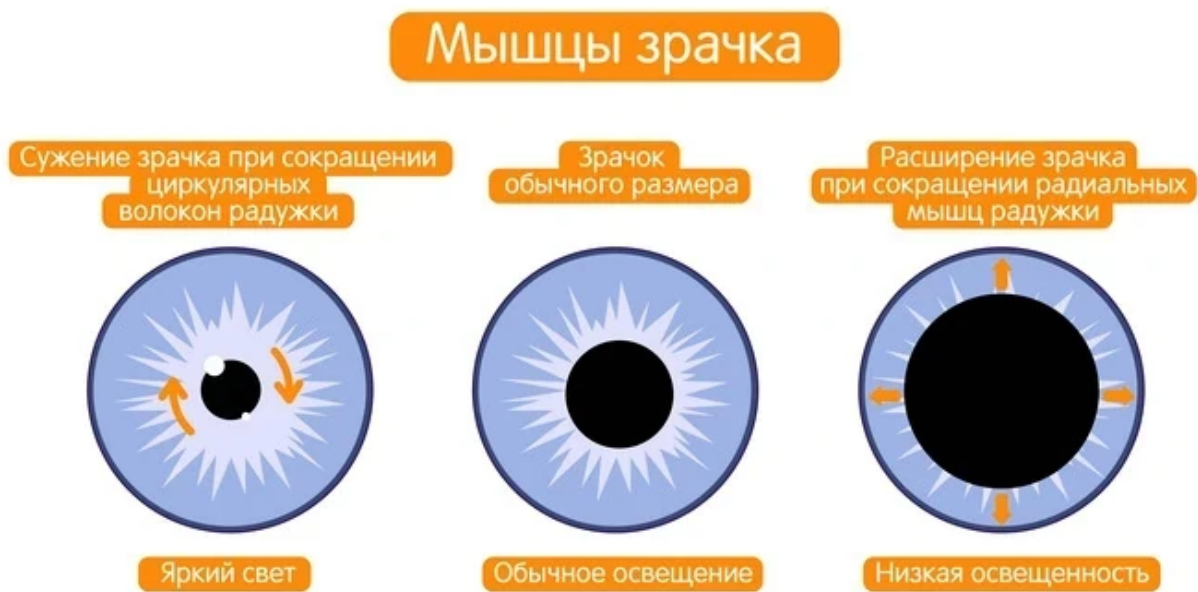 Мышцы зрачка
Сужение зрачка при сокращении
циркулярных
волокон радужки
Зрачок
обычного размера
Расширение зрачка
при сокращении радиальных
мышц радужки
Яркий свет
Обычное освещение
Низкая освещенность